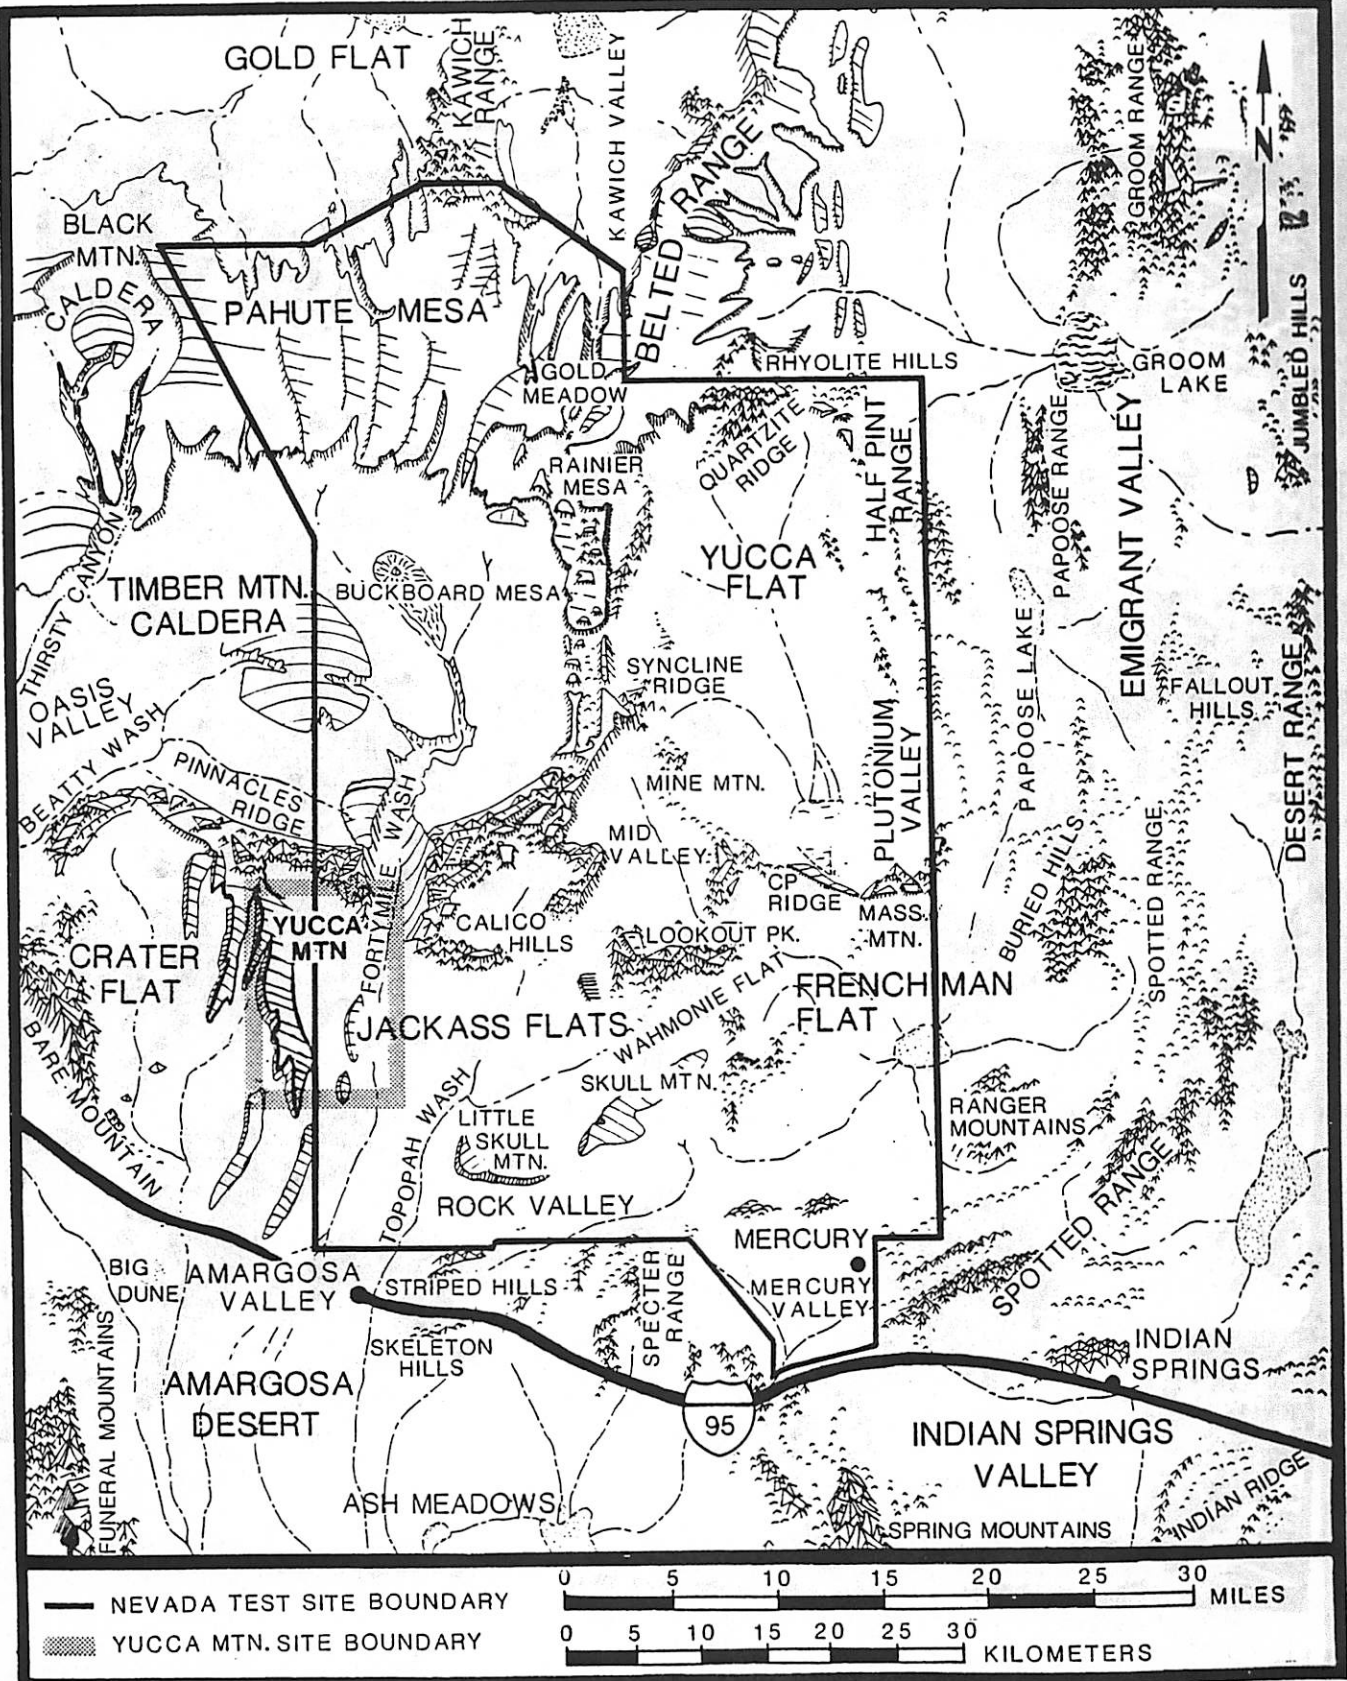 GOLD FLAT
KAWICH
RANGE
KAWICH VALLEY
GROOM RANGE
N
BLACK
MTN.
CALDERA
PAHUTE MESA
BELTED RANGE
GOLD
MEADOW
RHYOLITE HILLS
GROOM
LAKE
JUMBLED HILLS
QUARTZITE
RIDGE
HALF PINT
RANGE
PAPOOSE RANGE
EMIGRANT VALLEY
RAINIER
MESA
THIRSTY CANYON
TIMBER MTN.
CALDERA
BUCKBOARD MESA
YUCCA
FLAT
OASIS
VALLEY
BEATTY WASH
SYNCLINE
RIDGE
PLUTONIUM
VALLEY
PAPOOSE LAKE
FALLOUT
HILLS
DESERT RANGE
PINNACLES
RIDGE
MINE MTN.
MID
VALLEY
FORTYMILE WASH
CP
RIDGE
MASS.
MTN.
BURIED HILLS
SPOTTED RANGE
YUCCA
MTN
CALICO
HILLS
LOOKOUT PK.
CRATER
FLAT
JACKASS FLATS
WAHMONIE FLAT
FRENCHMAN
FLAT
BARE MOUNTAIN
TOPOPAH WASH
SKULL MTN.
LITTLE
SKULL
MTN.
RANGER
MOUNTAINS
SPOTTED RANGE
ROCK VALLEY
MERCURY
MERCURY
VALLEY
BIG
DUNE
AMARGOSA
VALLEY
STRIPED HILLS
SPECTER
RANGE
SKELETON
HILLS
INDIAN
SPRINGS
FUNERAL MOUNTAINS
AMARGOSA
DESERT
95
INDIAN SPRINGS
VALLEY
ASH MEADOWS
SPRING MOUNTAINS
INDIAN RIDGE
NEVADA TEST SITE BOUNDARY
YUCCA MTN. SITE BOUNDARY
0 5 10 15 20 25 30 MILES
0 5 10 15 20 25 30 KILOMETERS